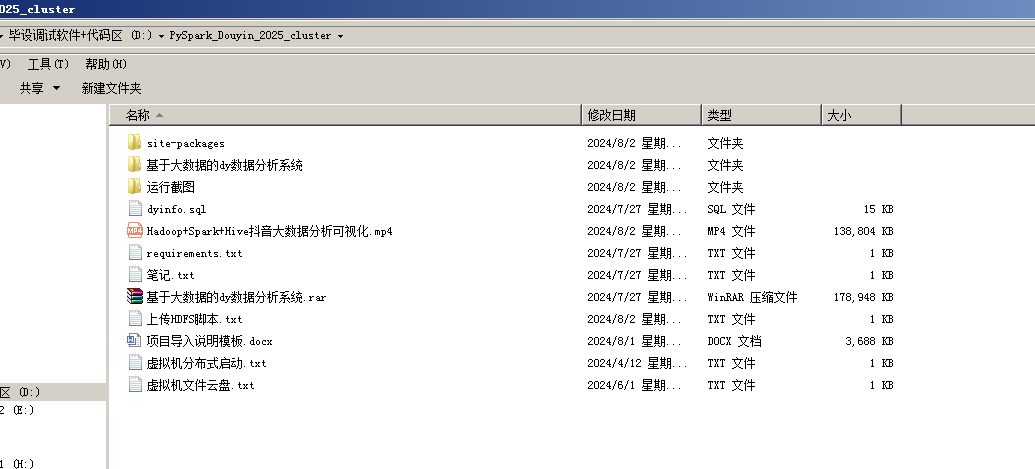 025_cluster
毕设调试软件+代码区 (D:) PySpark_Douyin_2025_cluster
V) 工具(T) 帮助(H)
共享 新建文件夹
名称 修改日期 类型 大小
site-packages 2024/8/2 星期... 文件夹
基于大数据的dy数据分析系统 2024/8/2 星期... 文件夹
运行截图 2024/8/2 星期... 文件夹
dyinfo.sql 2024/7/27 星期... SQL 文件 15 KB
Hadoop+Spark+Hive抖音大数据分析可视化.mp4 2024/8/2 星期... MP4 文件 138,804 KB
requirements.txt 2024/7/27 星期... TXT 文件 1 KB
笔记.txt 2024/7/27 星期... TXT 文件 1 KB
基于大数据的dy数据分析系统.rar 2024/7/27 星期... WinRAR 压缩文件 178,948 KB
上传HDFS脚本.txt 2024/8/2 星期... TXT 文件 1 KB
项目导入说明模板.docx 2024/8/1 星期... DOCX 文档 3,688 KB
虚拟机分布式启动.txt 2024/4/12 星期... TXT 文件 1 KB
虚拟机文件云盘.txt 2024/6/1 星期... TXT 文件 1 KB
区 (D:)
2 (E:)
1 (H:)